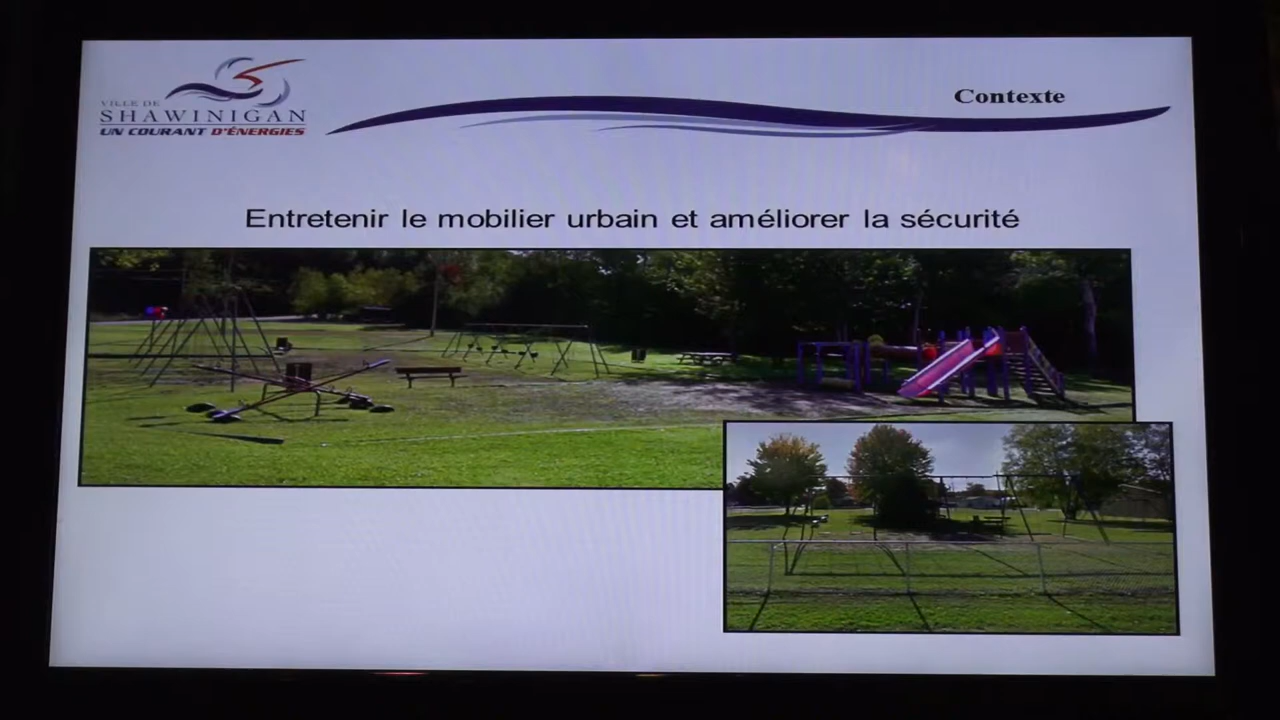 VILLE DE
SHAWINIGAN
UN COURANT D'ÉNERGIES
Contexte
Entretenir le mobilier urbain et améliorer la sécurité